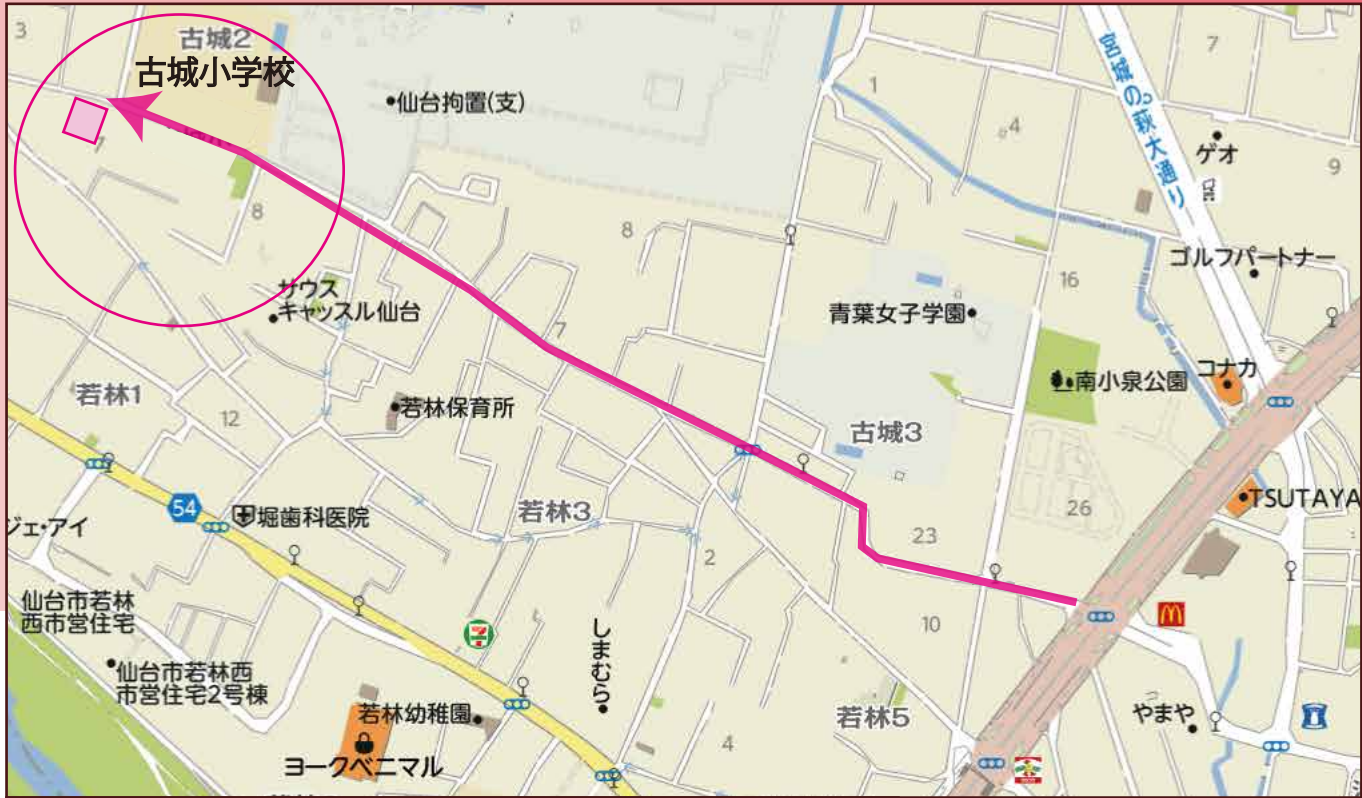 3
古城2
古城小学校
仙台拘置(支)
1
4
7
宮城の萩大通り
ゲオ
9
1
8
8
16
ゴルフパートナー
サウス
キャッスル仙台
青葉女子学園
7
南小泉公園
コナカ
若林1
12
若林保育所
古城3
54
堀歯科医院
若林3
26
TSUTAYA
ジェ・アイ
23
2
仙台市若林
西市営住宅
10
7
しまむら
仙台市若林西
市営住宅2号棟
若林幼稚園
若林5
やまや
4
ヨークベニマル